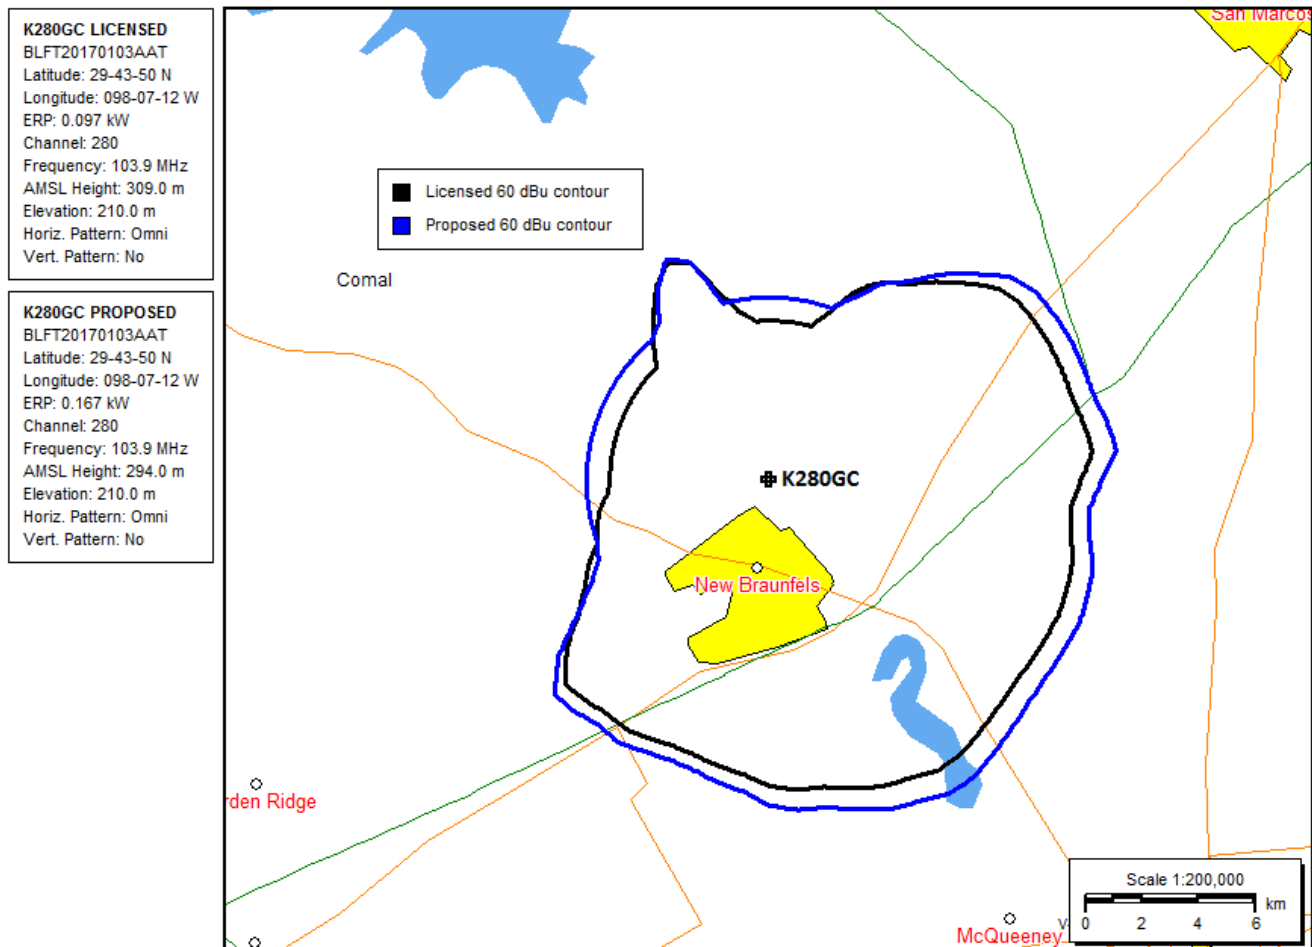 K280GC LICENSED
BLFT20170103AAT
Latitude: 29-43-50 N
Longitude: 098-07-12 W
ERP: 0.097 kW
Channel: 280
Frequency: 103.9 MHz
AMSL Height: 309.0 m
Elevation: 210.0 m
Horiz. Pattern: Omni
Vert. Pattern: No
K280GC PROPOSED
BLFT20170103AAT
Latitude: 29-43-50 N
Longitude: 098-07-12 W
ERP: 0.167 kW
Channel: 280
Frequency: 103.9 MHz
AMSL Height: 294.0 m
Elevation: 210.0 m
Horiz. Pattern: Omni
Vert. Pattern: No
San Marcos
Licensed 60 dBu contour
Proposed 60 dBu contour
Comal
K280GC
New Braunfels
rden Ridge
McQueeney
Scale 1:200,000
km
0 2 4 6